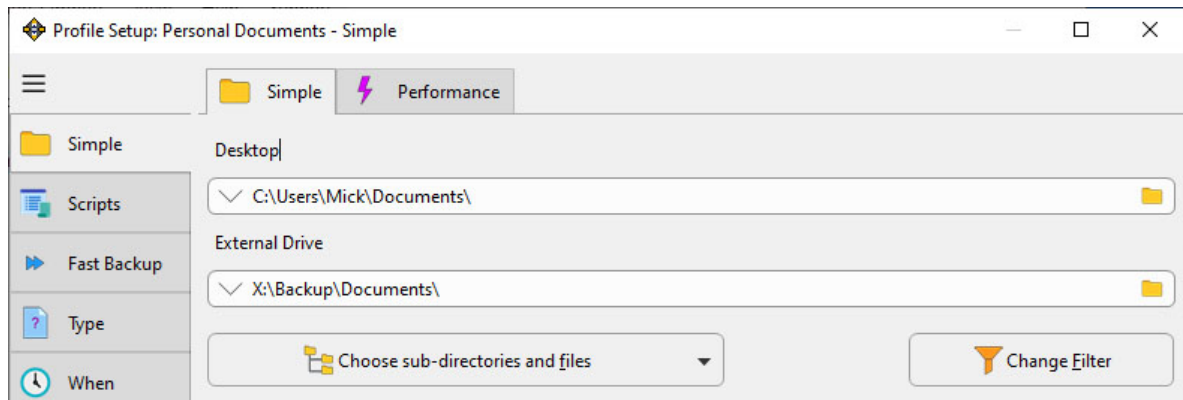 Profile Setup: Personal Documents - Simple
Simple
Performance
Simple
Scripts
Fast Backup
Type
When
Desktop
C:\Users\Mick\Documents\
External Drive
X:\Backup\Documents\
Choose sub-directories and files
Change Filter